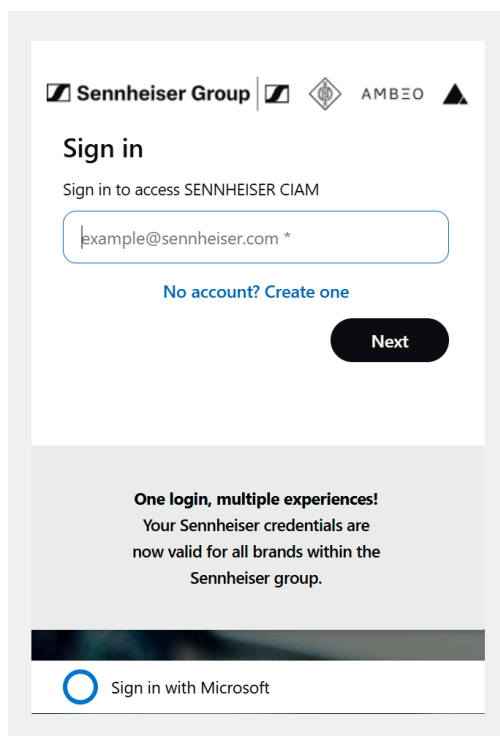 Sennheiser Group
AMBEO
Sign in
Sign in to access SENNHEISER CIAM
example@sennheiser.com *
No account? Create one
Next
One login, multiple experiences!
Your Sennheiser credentials are
now valid for all brands within the
Sennheiser group.
Sign in with Microsoft